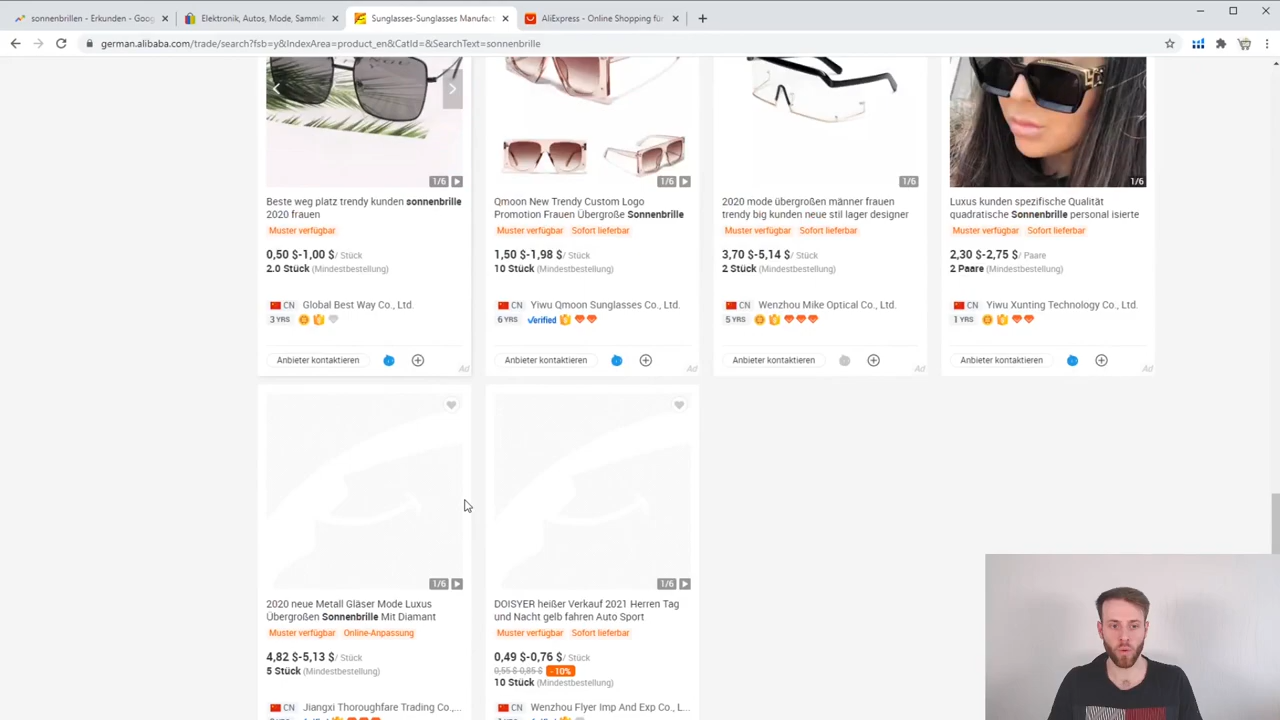 sonnenbrillen - Erkunden - Goog
Elektronik, Autos, Mode, Sammle
Sunglasses-Sunglasses Manufact
AliExpress - Online Shopping für
german.alibaba.com/trade/search?fsb=y&IndexArea=product_en&CatId=&SearchText=sonnenbrille
1/6
1/6
1/6
1/6
Beste weg platz trendy kunden sonnenbrille
2020 frauen
Muster verfügbar
0,50 $-1,00 $/ Stück
2.0 Stück (Mindestbestellung)
CN Global Best Way Co., Ltd.
3 YRS
Anbieter kontaktieren
Ad
Qmoon New Trendy Custom Logo
Promotion Frauen Übergroße Sonnenbrille
Muster verfügbar Sofort lieferbar
1,50 $-1,98 $/ Stück
10 Stück (Mindestbestellung)
CN Yiwu Qmoon Sunglasses Co., Ltd.
6 YRS Verified
Anbieter kontaktieren
Ad
2020 mode übergroßen männer frauen
trendy big kunden neue stil lager designer
Muster verfügbar Sofort lieferbar
3,70 $-5,14 $/ Stück
2 Stück (Mindestbestellung)
CN Wenzhou Mike Optical Co., Ltd.
5 YRS
Anbieter kontaktieren
Ad
Luxus kunden spezifische Qualität
quadratische Sonnenbrille personal isierte
Muster verfügbar Sofort lieferbar
2,30 $-2,75 $/ Paare
2 Paare (Mindestbestellung)
CN Yiwu Xunting Technology Co., Ltd.
1 YRS
Anbieter kontaktieren
Ad
1/6
2020 neue Metall Gläser Mode Luxus
Übergroßen Sonnenbrille Mit Diamant
Muster verfügbar Online-Anpassung
4,82 $-5,13 $/ Stück
5 Stück (Mindestbestellung)
CN Jiangxi Thoroughfare Trading Co.,...
1/6
DOISYER heißer Verkauf 2021 Herren Tag
und Nacht gelb fahren Auto Sport
Muster verfügbar Sofort lieferbar
0,49 $-0,76 $/ Stück
0,55 $-0,85 $ -10%
10 Stück (Mindestbestellung)
CN Wenzhou Flyer Imp And Exp Co., L...